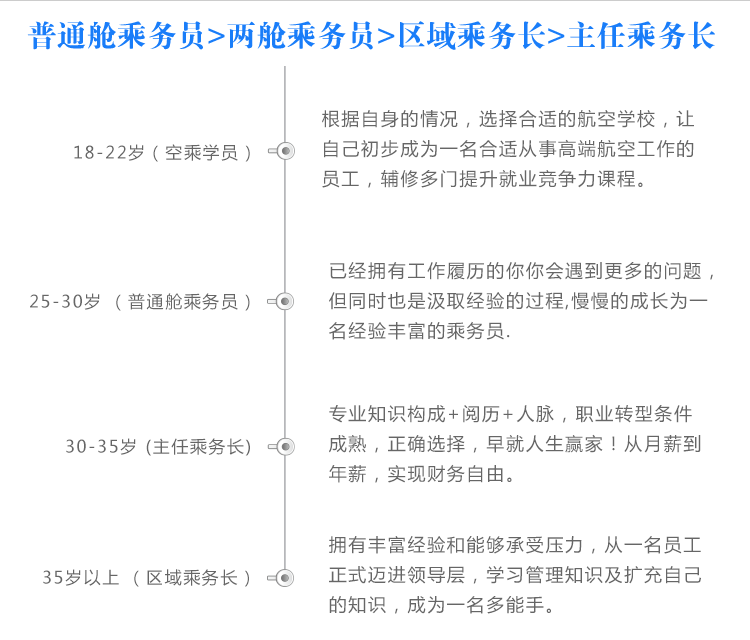 普通舱乘务员>两舱乘务员>区域乘务长>主任乘务长
18-22岁（空乘学员）
根据自身的情况，选择合适的航空学校，让
自己初步成为一名合适从事高端航空工作的
员工，辅修多门提升就业竞争力课程。
25-30岁 （普通舱乘务员）
已经拥有工作履历的你你会遇到更多的问题，
但同时也是汲取经验的过程,慢慢的成长为一
名经验丰富的乘务员.
30-35岁 (主任乘务长)
专业知识构成+阅历+人脉，职业转型条件
成熟，正确选择，早就人生赢家！从月薪到
年薪，实现财务自由。
35岁以上 （区域乘务长）
拥有丰富经验和能够承受压力，从一名员工
正式迈进领导层，学习管理知识及扩充自己
的知识，成为一名多能手。